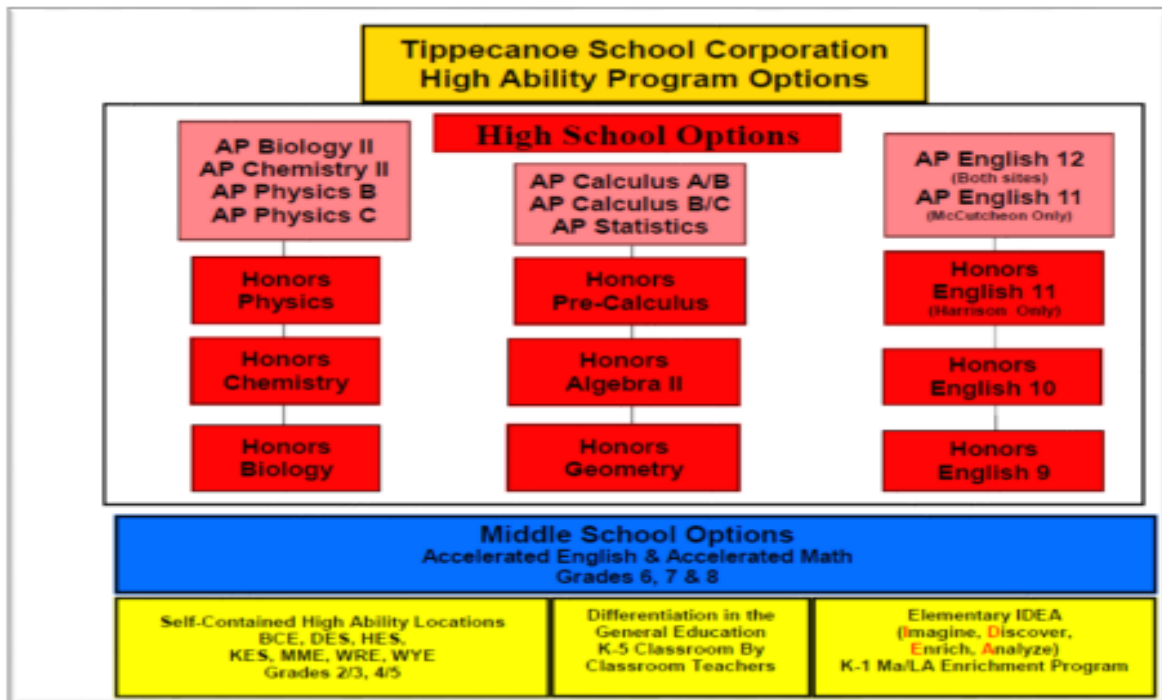 Tippecanoe School Corporation
High Ability Program Options
High School Options
AP Biology II
AP Chemistry II
AP Physics B
AP Physics C
Honors
Physics
Honors
Chemistry
Honors
Biology
AP Calculus A/B
AP Calculus B/C
AP Statistics
Honors
Pre-Calculus
Honors
Algebra II
Honors
Geometry
AP English 12
(Both sites)
AP English 11
(McCutcheon Only)
Honors
English 11
(Harrison Only)
Honors
English 10
Honors
English 9
Middle School Options
Accelerated English & Accelerated Math
Grades 6, 7 & 8
Self-Contained High Ability Locations
BCE, DES, HES,
KES, MME, WRE, WYE
Grades 2/3, 4/5
Differentiation in the
General Education
K-5 Classroom By
Classroom Teachers
Elementary IDEA
(Imagine, Discover,
Enrich, Analyze)
K-1 Ma/LA Enrichment Program